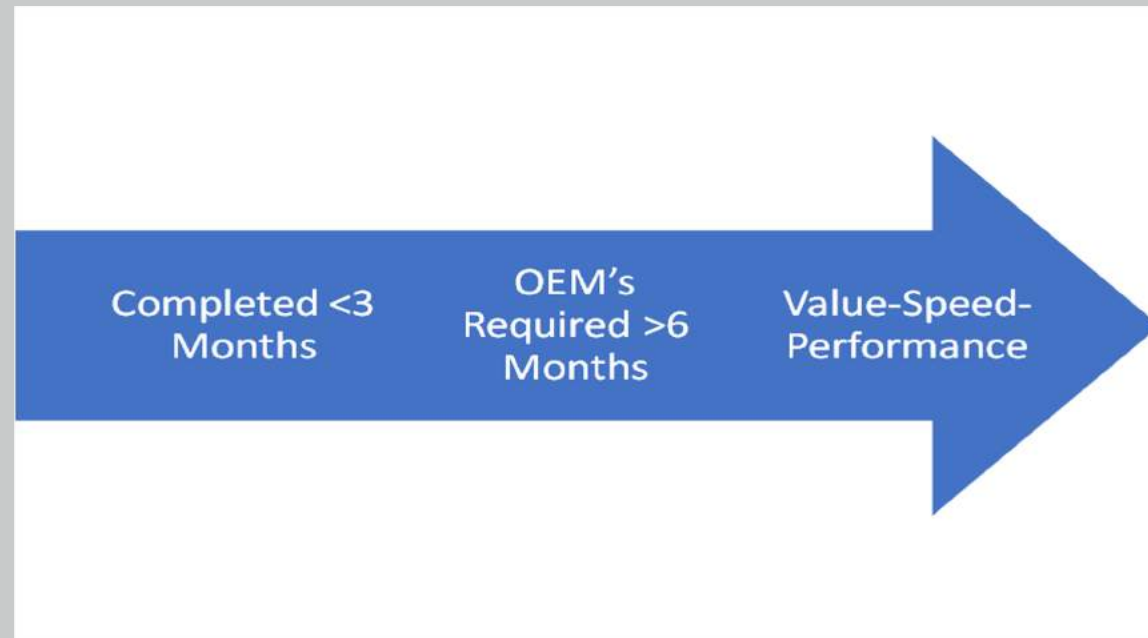 Completed <3
Months
OEM's
Required >6
Months
Value-Speed-
Performance